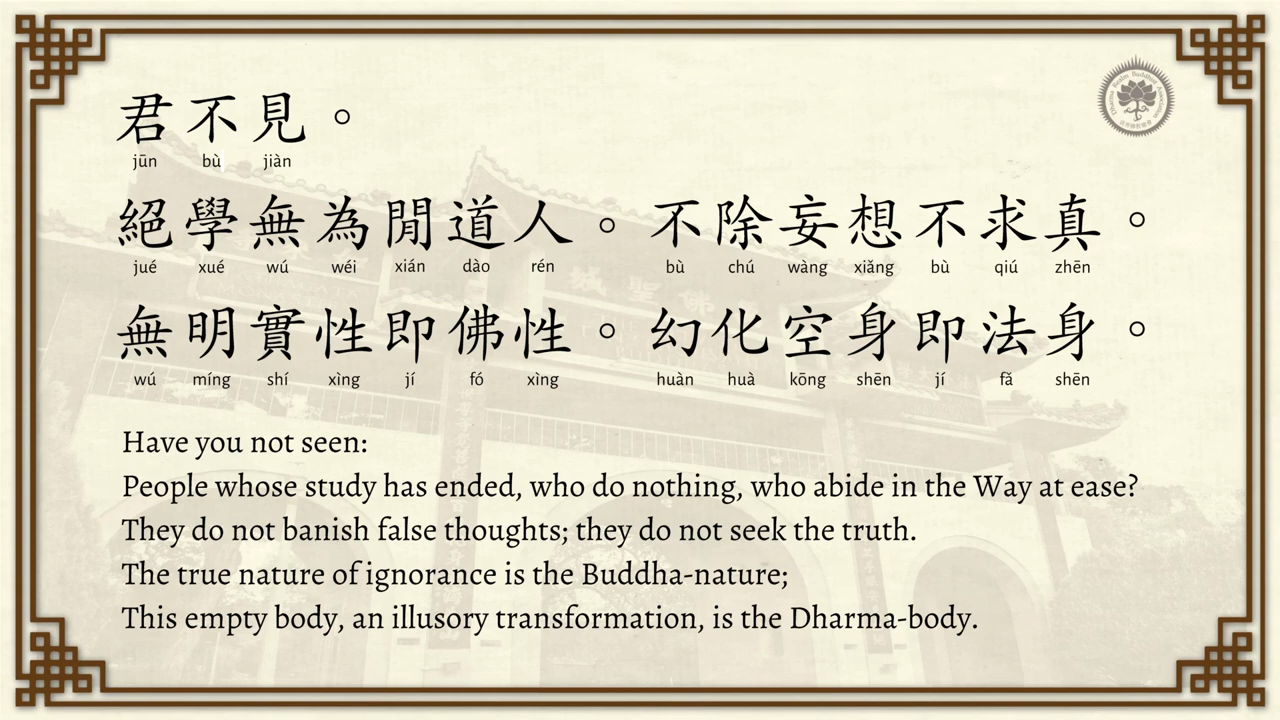 君不見。
jūn bù jiàn
絕學無為閒道人。不除妄想不求真。
jué xué wú wéi xián dào rén bù chú wàng xiǎng bù qiú zhēn
無明實性即佛性。幻化空身即法身。
wú míng shí xìng jí fó xìng huàn huà kōng shēn jí fǎ shēn
Have you not seen:
People whose study has ended, who do nothing, who abide in the Way at ease?
They do not banish false thoughts; they do not seek the truth.
The true nature of ignorance is the Buddha-nature;
This empty body, an illusory transformation, is the Dharma-body.
Dharma Realm Buddhist Association